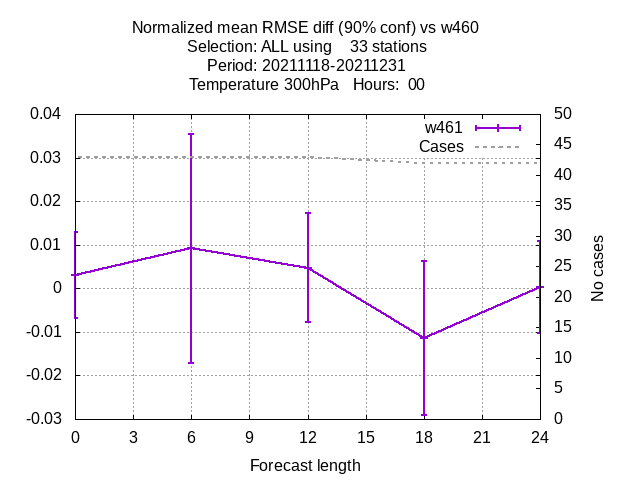 Normalized mean RMSE diff (90% conf) vs w460
Selection: ALL using    33 stations
Period: 20211118-20211231
Temperature 300hPa   Hours:  00
w461
Cases
0.04
0.03
0.02
0.01
0
-0.01
-0.02
-0.03
50
45
40
35
30
25
20
15
10
5
0
No cases
0 3 6 9 12 15 18 21 24
Forecast length